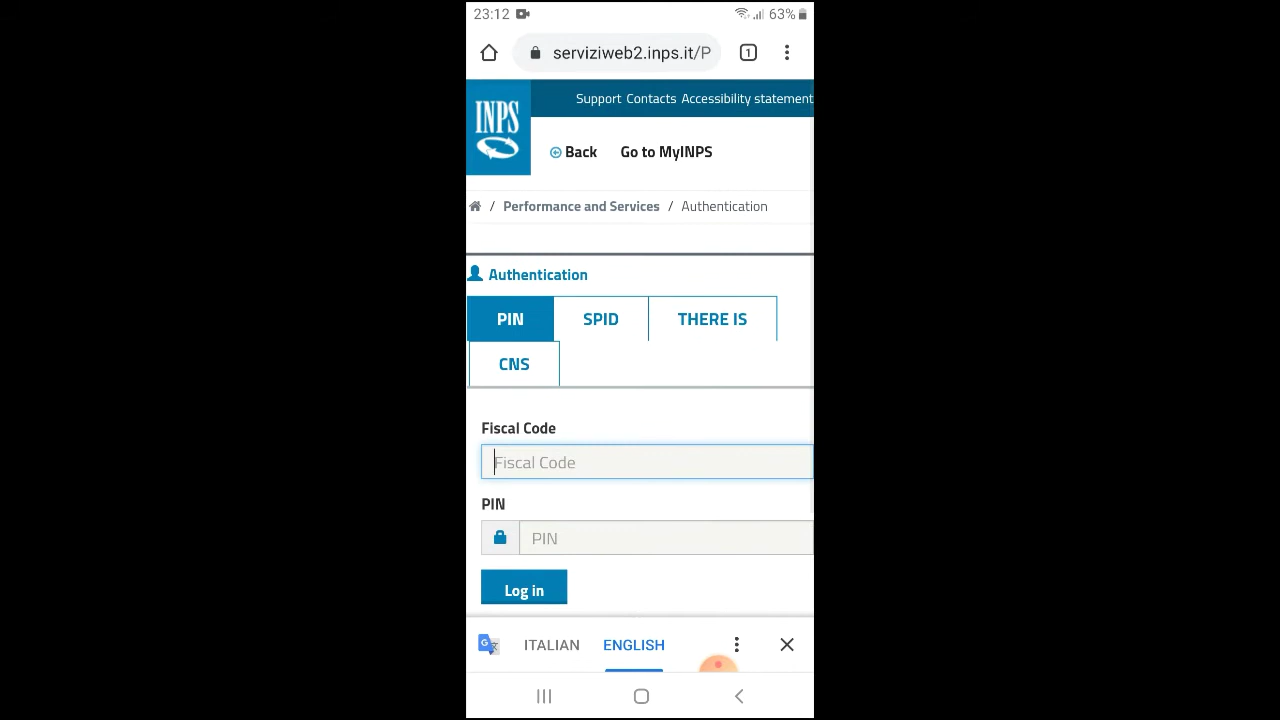 23:12 63%
serviziweb2.inps.it/P 1
Support Contacts Accessibility statement
INPS
Back Go to MyINPS
/ Performance and Services / Authentication
Authentication
PIN SPID THERE IS
CNS
Fiscal Code
Fiscal Code
PIN
PIN
Log in
ITALIAN ENGLISH